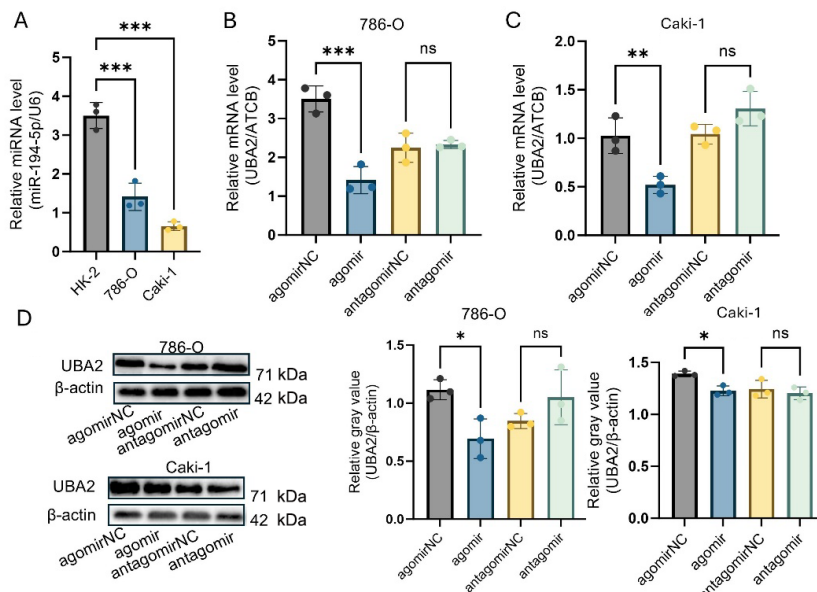 A
Relative miRNA level
(miR-194-5p/U6)
5
4
3
2
1
0
***
***
HK-2
786-O
Caki-1
B
786-O
Relative mRNA level
(UBA2/ATCB)
5
4
3
2
1
0
***
ns
agomirNC
agomir
antagomirNC
antagomir
C
Caki-1
Relative mRNA level
(UBA2/ATCB)
2.0
1.5
1.0
0.5
0.0
**
ns
agomirNC
agomir
antagomirNC
antagomir
D
786-O
UBA2
71 kDa
β-actin
42 kDa
agomirNC
agomir
antagomirNC
antagomir
Caki-1
UBA2
71 kDa
β-actin
42 kDa
agomirNC
agomir
antagomirNC
antagomir
786-O
Relative gray value
(UBA2/β-actin)
1.5
1.0
0.5
0.0
*
ns
agomirNC
agomir
antagomirNC
antagomir
Caki-1
Relative gray value
(UBA2/β-actin)
1.5
1.0
0.5
0.0
*
ns
agomirNC
agomir
antagomirNC
antagomir